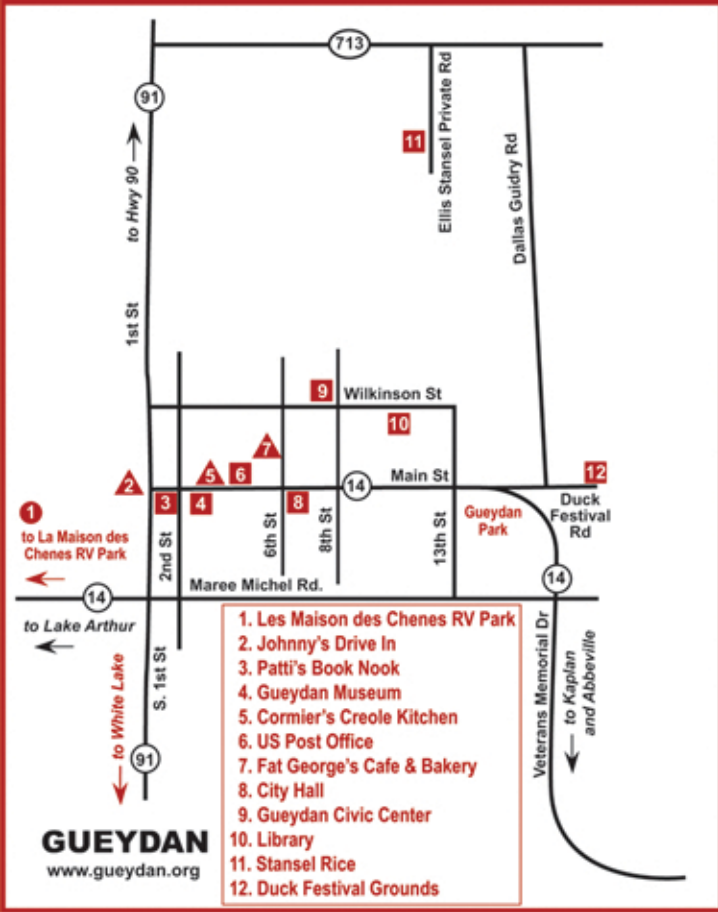 713
91
to Hwy 90
1st St
11
Ellis Stansel Private Rd
Dallas Guidry Rd
9
Wilkinson St
10
7
2
5
6
Main St
12
3
4
8
14
1
to La Maison des
Chenes RV Park
2nd St
6th St
8th St
13th St
Gueydan
Park
Duck
Festival
Rd
14
Maree Michel Rd.
14
to Lake Arthur
to White Lake
S. 1st St
91
Veterans Memorial Dr
to Kaplan
and Abbeville
1. Les Maison des Chenes RV Park
2. Johnny's Drive In
3. Patti's Book Nook
4. Gueydan Museum
5. Cormier's Creole Kitchen
6. US Post Office
7. Fat George's Cafe & Bakery
8. City Hall
9. Gueydan Civic Center
10. Library
11. Stansel Rice
12. Duck Festival Grounds
GUEYDAN
www.gueydan.org